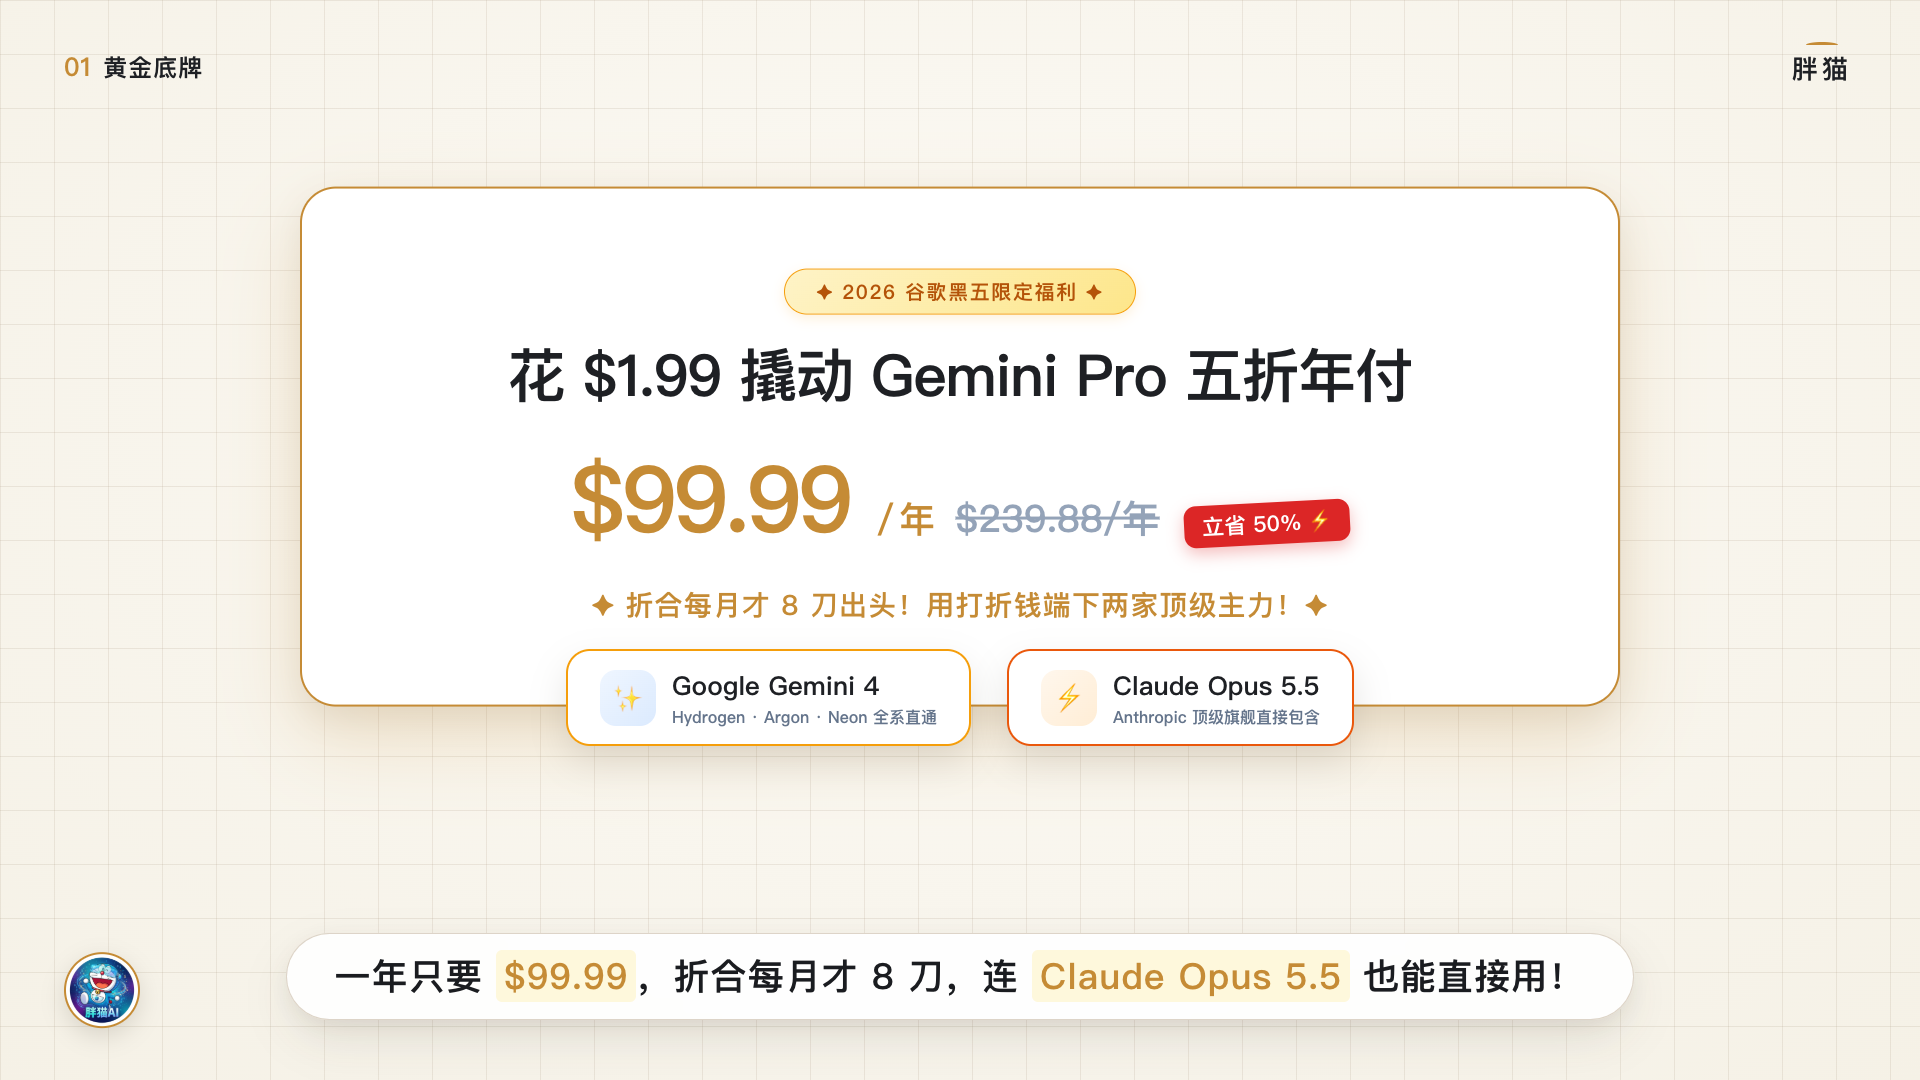 01 黄金底牌
胖猫
✦ 2026 谷歌黑五限定福利 ✦
花 $1.99 撬动 Gemini Pro 五折年付
$99.99 / 年 $239.88/年 立省 50% ⚡
✦ 折合每月才 8 刀出头！用打折钱端下两家顶级主力！✦
Google Gemini 4
Hydrogen · Argon · Neon 全系直通
Claude Opus 5.5
Anthropic 顶级旗舰直接包含
胖猫AI
一年只要 $99.99，折合每月才 8 刀，连 Claude Opus 5.5 也能直接用！